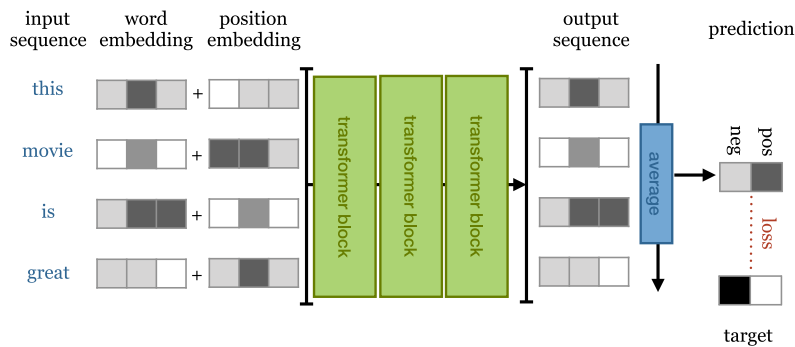 input
sequence
word
embedding
position
embedding
output
sequence
prediction
this
+
movie
+
is
+
great
+
transformer block
transformer block
transformer block
average
neg
pos
loss
target